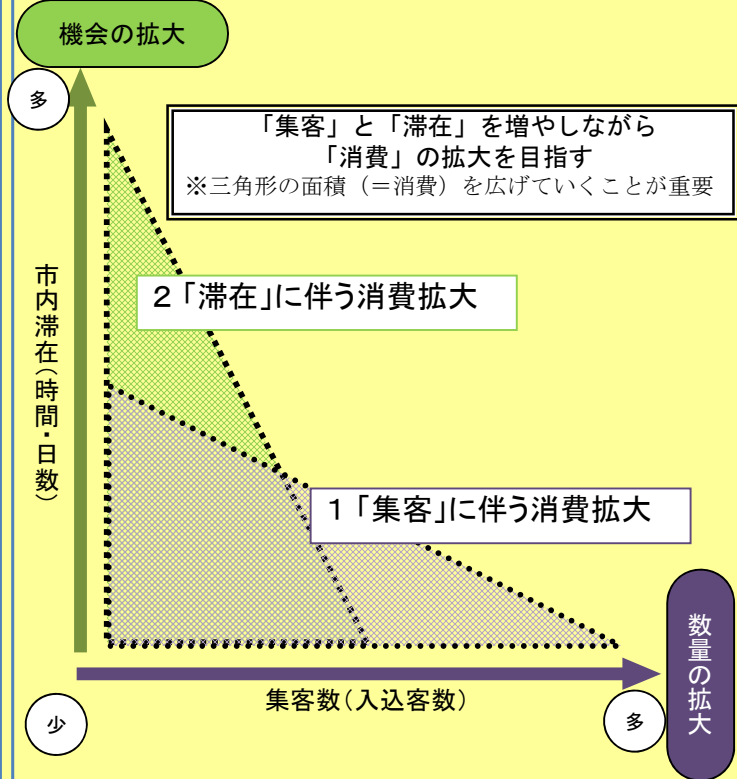 機会の拡大
多
「集客」と「滞在」を増やしながら
「消費」の拡大を目指す
※三角形の面積（＝消費）を広げていくことが重要
市内滞在（時間・日数）
２「滞在」に伴う消費拡大
１「集客」に伴う消費拡大
数量の拡大
集客数（入込客数）
少
多